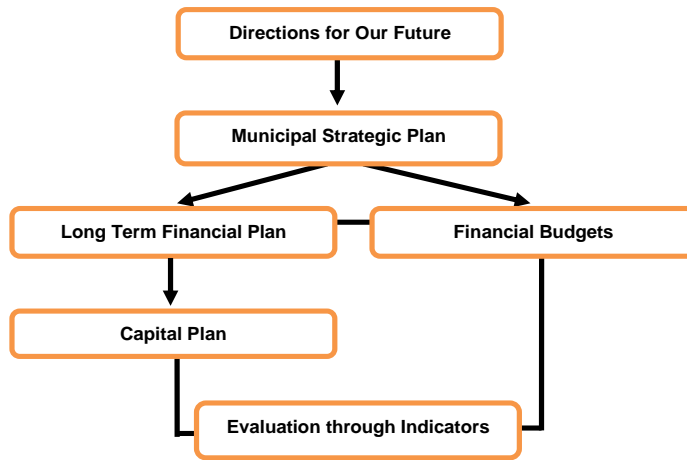 Directions for Our Future
Municipal Strategic Plan
Long Term Financial Plan
Financial Budgets
Capital Plan
Evaluation through Indicators